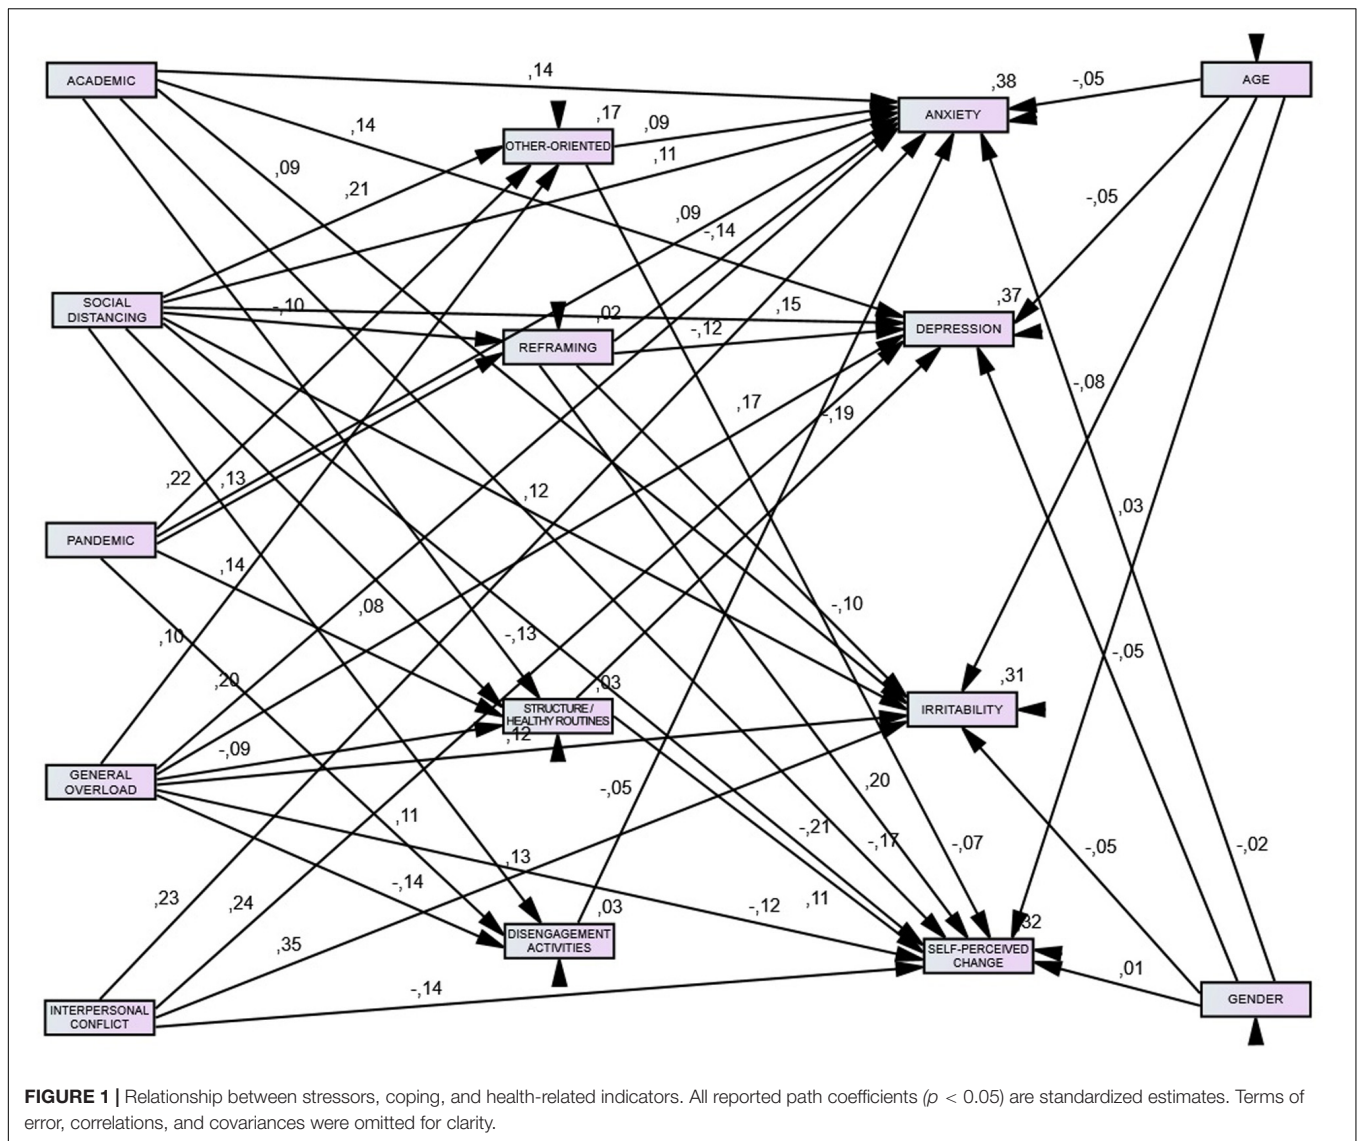 ,14
,38
-,05
ACADEMIC
AGE
,17
,09
ANXIETY
,14
OTHER-ORIENTED
,11
,09
,21
-,05
,09
-,14
SOCIAL
DISTANCING
-,10
,02
,15
,37
-,12
DEPRESSION
REFRAMING
-,08
,17
-,19
,22
,13
,12
,03
PANDEMIC
,14
,08
-,10
,10
-,13
-,05
,20
,03
,31
STRUCTURE /
HEALTHY ROUTINES
IRRITABILITY
,12
-,09
GENERAL
OVERLOAD
-,05
,20
,11
-,21
-,17
-,07
-,05
-,02
,13
-,14
,23
,24
,03
-,12
,11
,32
,35
DISENGAGEMENT
ACTIVITIES
SELF-PERCEIVED
CHANGE
,01
-,14
GENDER
INTERPERSONAL
CONFLICT
FIGURE 1 | Relationship between stressors, coping, and health-related indicators. All reported path coefficients (p < 0.05) are standardized estimates. Terms of
error, correlations, and covariances were omitted for clarity.